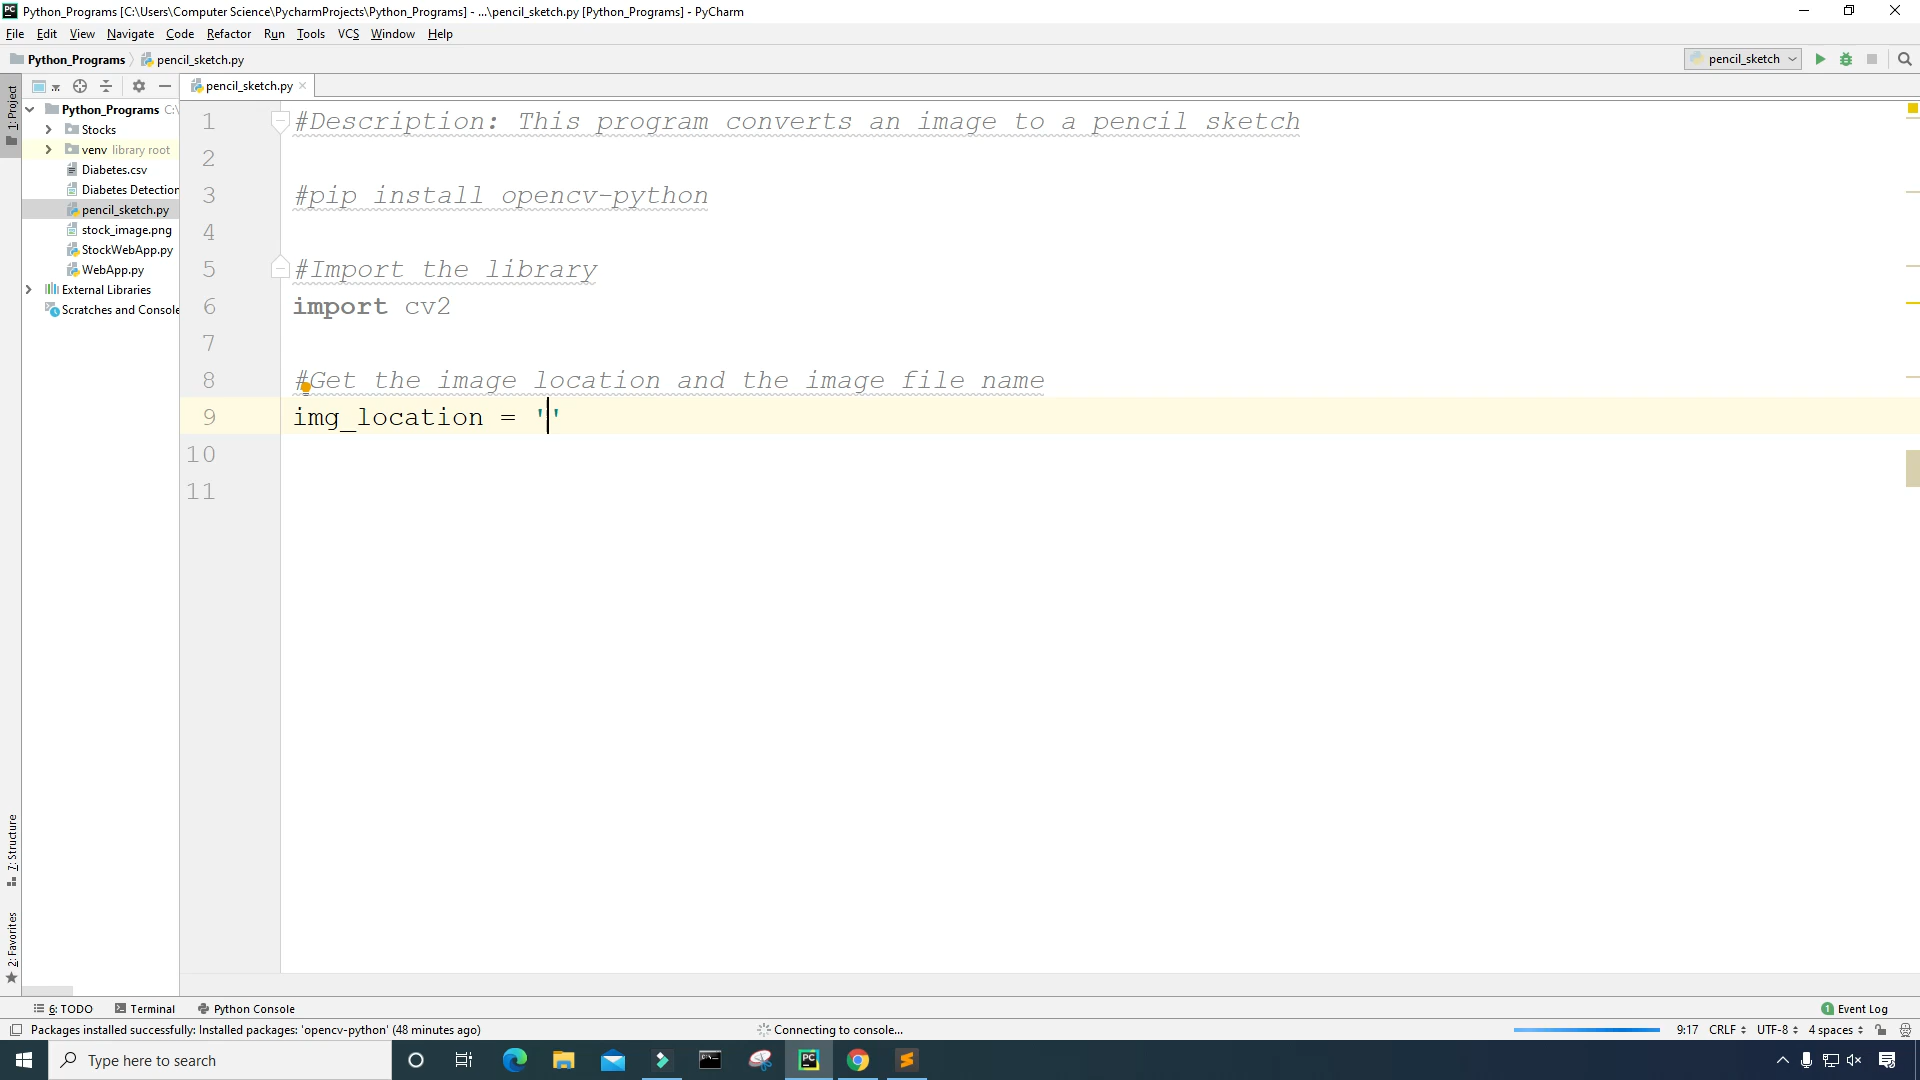 Python_Programs [C:\Users\Computer Science\PycharmProjects\Python_Programs] - ...\pencil_sketch.py [Python_Programs] - PyCharm
File Edit View Navigate Code Refactor Run Tools VCS Window Help
Python_Programs pencil_sketch.py pencil_sketch
1: Project
pencil_sketch.py
Python_Programs C:\
Stocks
venv library root
Diabetes.csv
Diabetes Detection
pencil_sketch.py
stock_image.png
StockWebApp.py
WebApp.py
External Libraries
Scratches and Console
1 #Description: This program converts an image to a pencil sketch
2
3 #pip install opencv-python
4
5 #Import the library
6 import cv2
7
8 #Get the image location and the image file name
9 img_location = ''
10
11
7: Structure
2: Favorites
6: TODO Terminal Python Console 1 Event Log
Packages installed successfully: Installed packages: 'opencv-python' (48 minutes ago) Connecting to console... 9:17 CRLF UTF-8 4 spaces
Type here to search